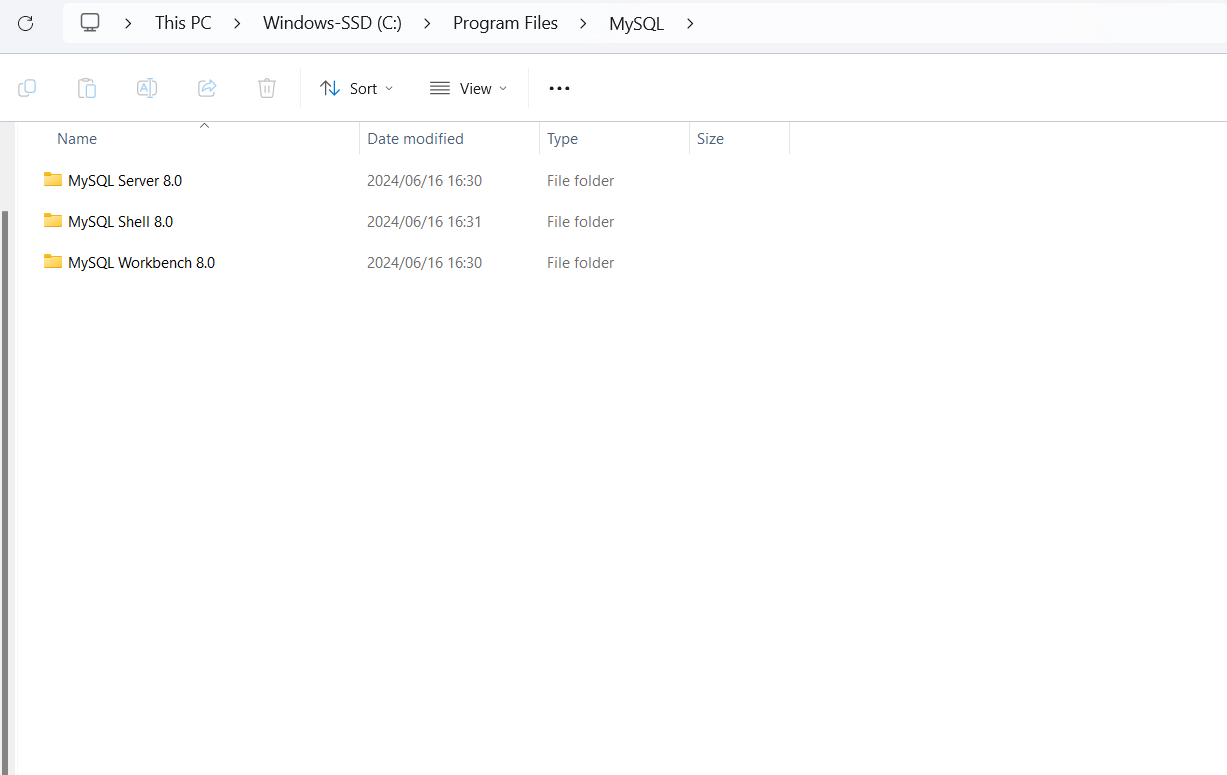 This PC > Windows-SSD (C:) > Program Files > MySQL >
Sort View ...
Name Date modified Type Size
MySQL Server 8.0 2024/06/16 16:30 File folder
MySQL Shell 8.0 2024/06/16 16:31 File folder
MySQL Workbench 8.0 2024/06/16 16:30 File folder